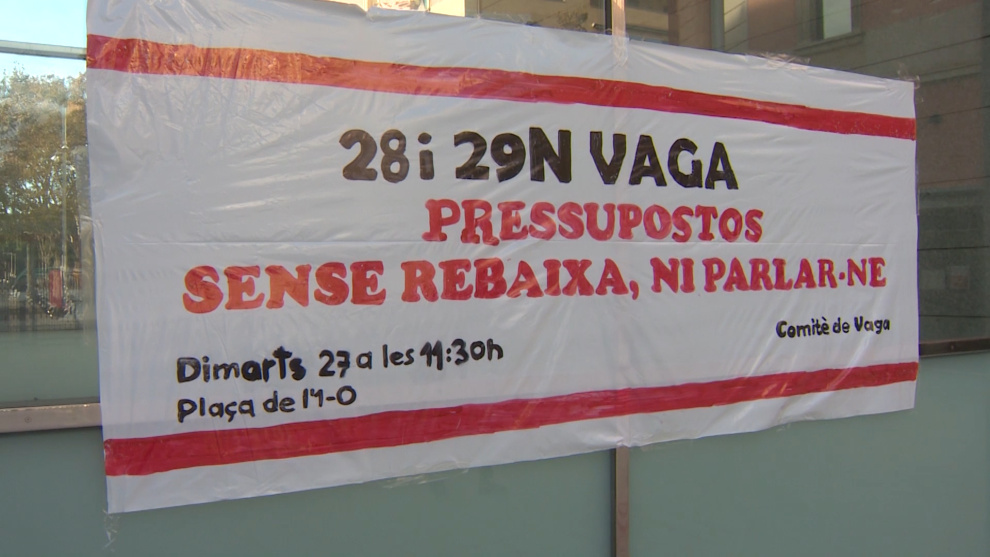 28 i 29N VAGA
PRESSUPOSTOS
SENSE REBAIXA, NI PARLAR-NE
Comitè de Vaga
Dimarts 27 a les 11:30h
Plaça de 14-O